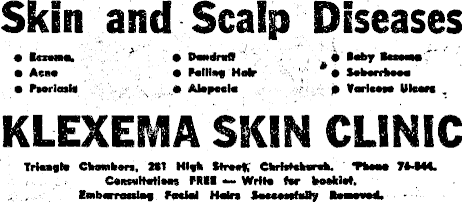 Skin and Scalp Diseases
● Eczema. ● Dandruff ● Baby Eczema
● Acne ● Falling Hair ● Seborrhoea
● Psoriasis ● Alopecia ● Varicose Ulcers
KLEXEMA SKIN CLINIC
Triangle Chambers, 281 High Street, Christchurch. 'Phone 76-844.
Consultations FREE — Write for booklet.
Embarrassing Facial Hairs Successfully Removed.